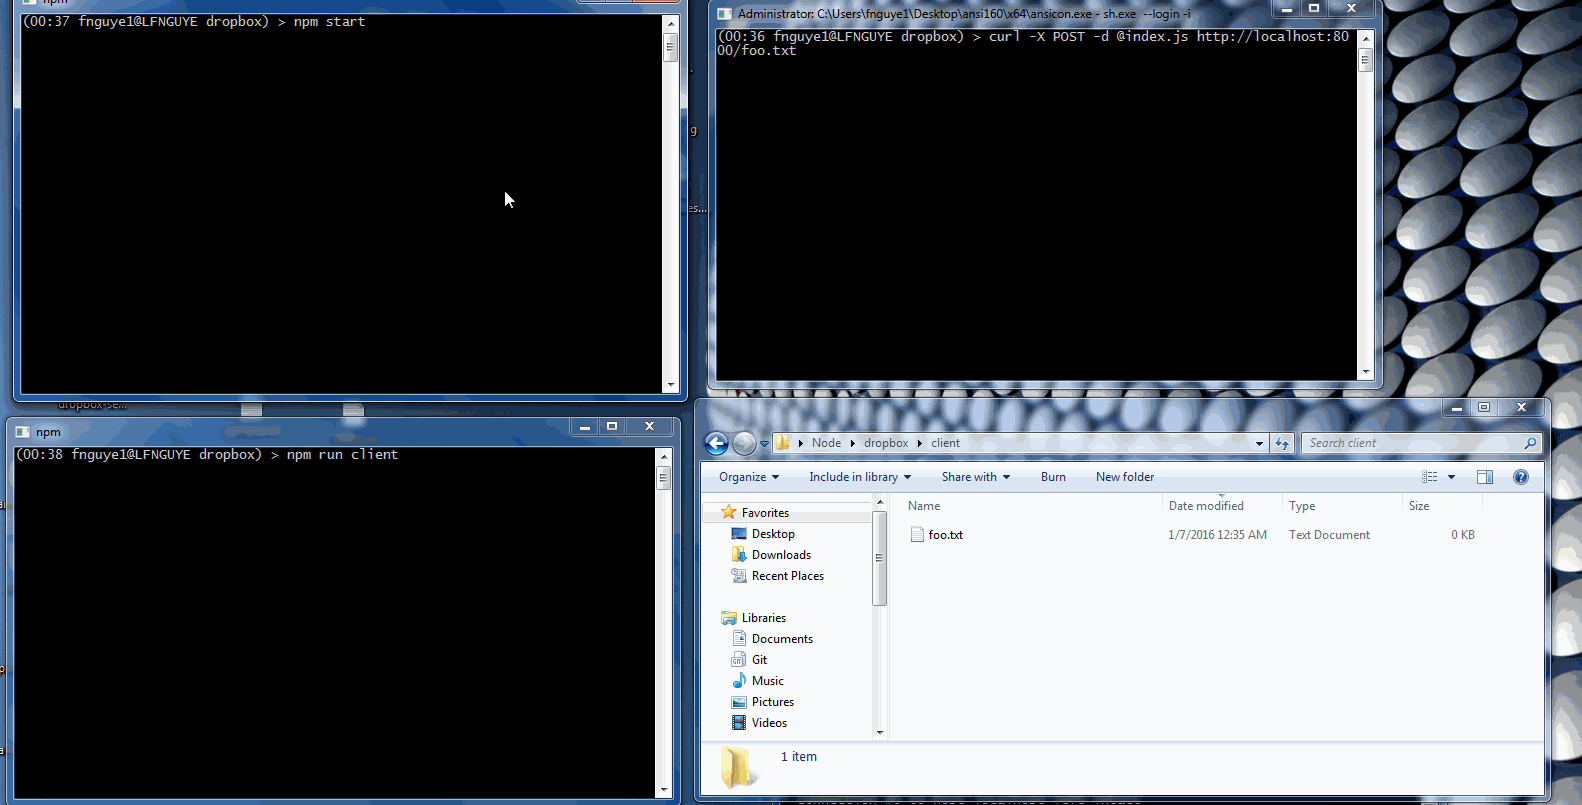 npm
(00:37 fnguye1@LFNGUYE dropbox) > npm start
Administrator: C:\Users\fnguye1\Desktop\ansi160\x64\ansicon.exe - sh.exe --login -i
(00:36 fnguye1@LFNGUYE dropbox) > curl -X POST -d @index.js http://localhost:80
00/foo.txt
g
es...
dropbox-se...
npm
(00:38 fnguye1@LFNGUYE dropbox) > npm run client
Node dropbox client
Search client
Organize Include in library Share with Burn New folder
Name Date modified Type Size
foo.txt 1/7/2016 12:35 AM Text Document 0 KB
Favorites
Desktop
Downloads
Recent Places
Libraries
Documents
Git
Music
Pictures
Videos
1 item